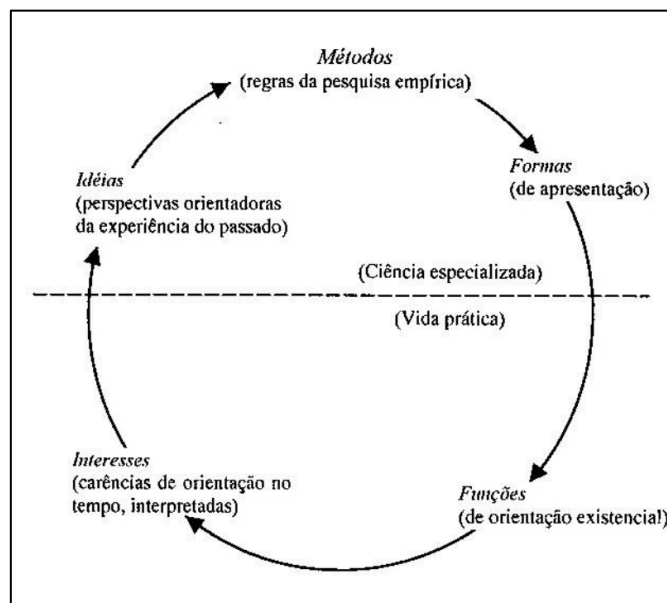 Métodos
(regras da pesquisa empírica)
Formas
(de apresentação)
Idéias
(perspectivas orientadoras
da experiência do passado)
(Ciência especializada)
(Vida prática)
Interesses
(carências de orientação no
tempo, interpretadas)
Funções
(de orientação existencial)